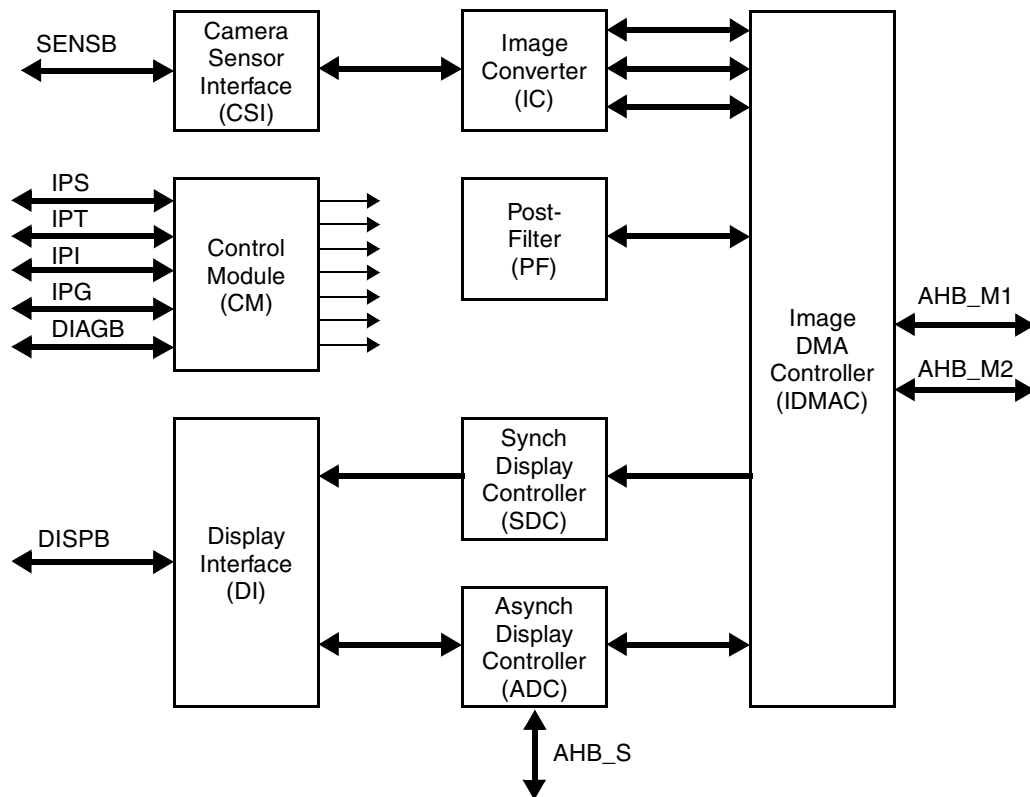 SENSB
Camera
Sensor
Interface
(CSI)
Image
Converter
(IC)
IPS
IPT
IPI
IPG
DIAGB
Control
Module
(CM)
Post-
Filter
(PF)
Image
DMA
Controller
(IDMAC)
AHB_M1
AHB_M2
DISPB
Display
Interface
(DI)
Synch
Display
Controller
(SDC)
Asynch
Display
Controller
(ADC)
AHB_S